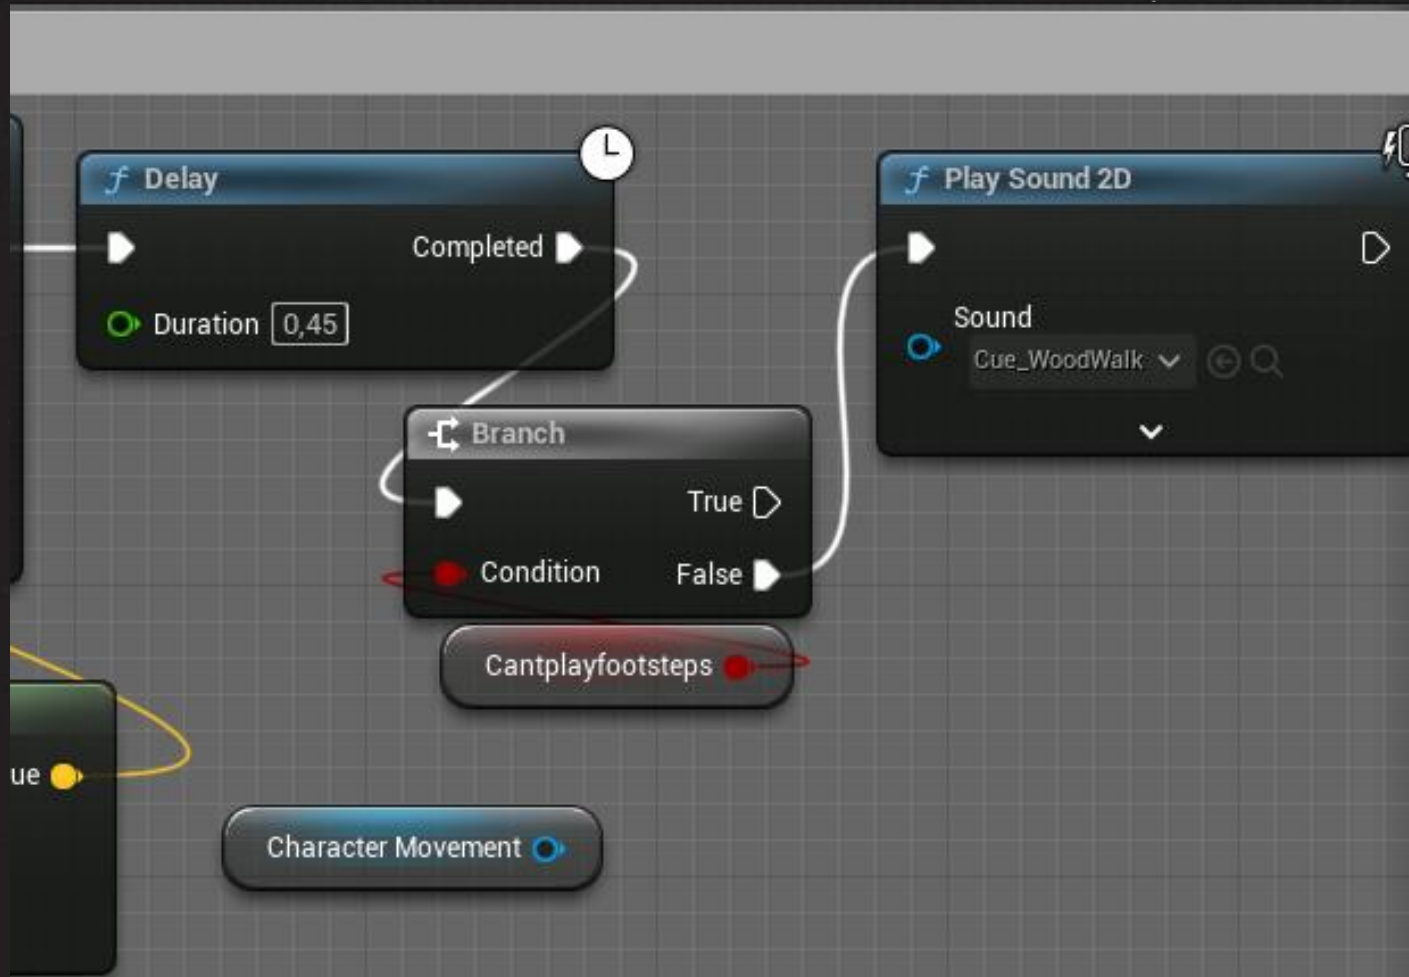 Delay
Completed
Duration 0,45
Play Sound 2D
Sound
Cue_WoodWalk
Branch
True
Condition False
Cantplayfootsteps
ue
Character Movement